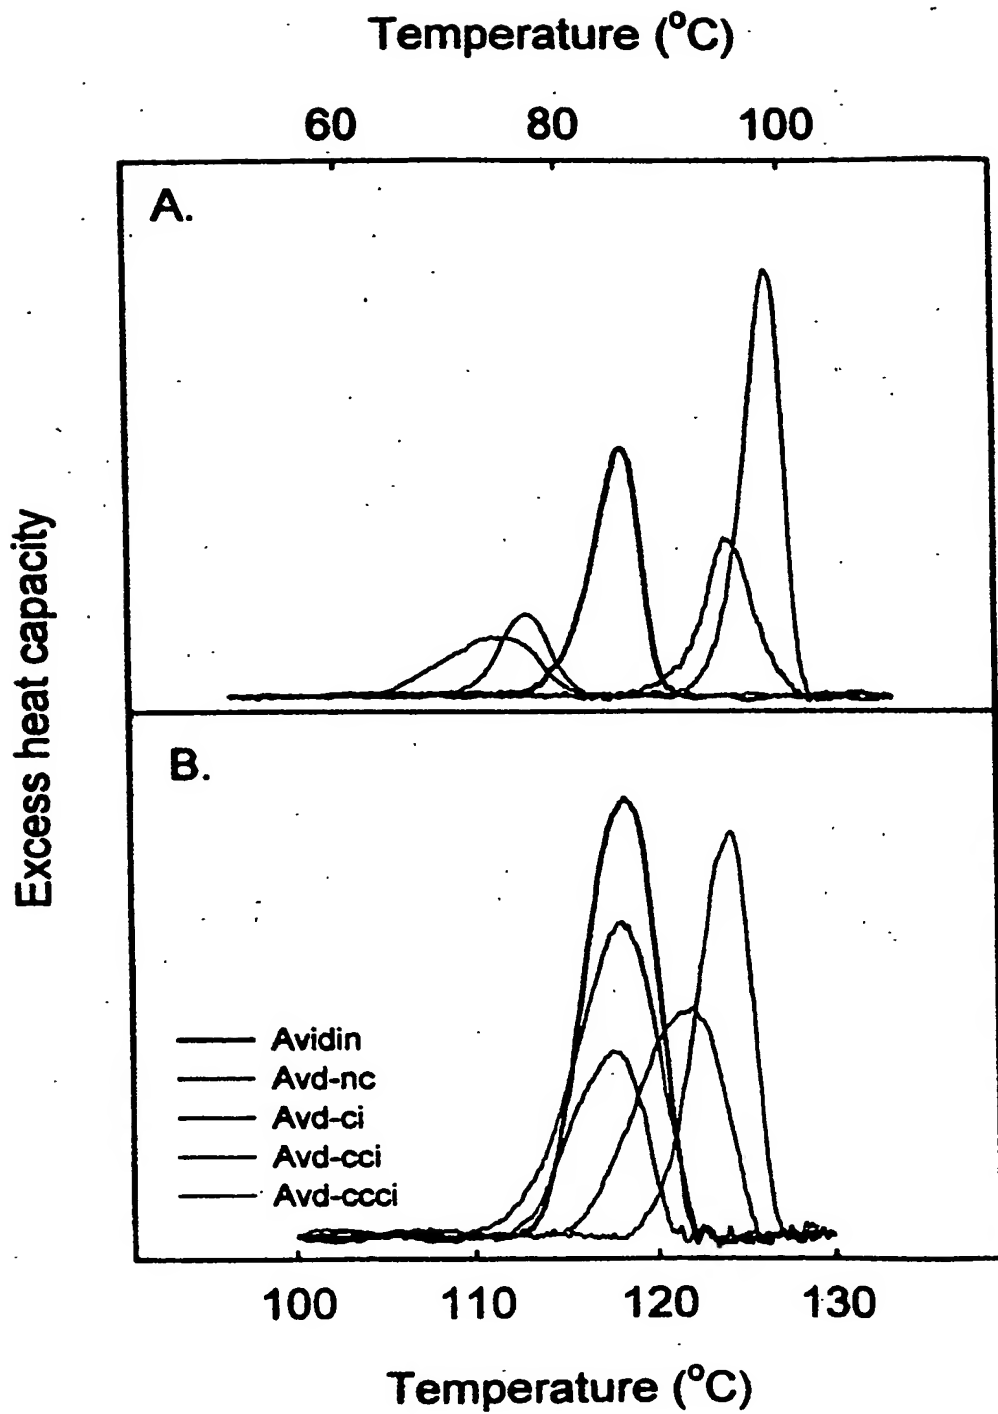 Temperature (°C)
60 80 100
A.
Excess heat capacity
B.
Avidin
Avd-nc
Avd-ci
Avd-cci
Avd-ccci
100 110 120 130
Temperature (°C)